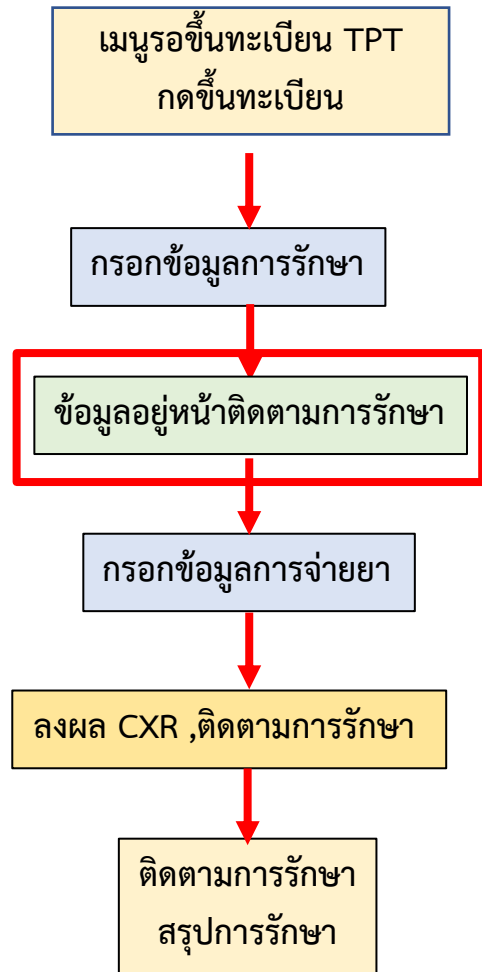 เมนูรอขึ้นทะเบียน TPT
กดขึ้นทะเบียน
กรอกข้อมูลการรักษา
ข้อมูลอยู่หน้าติดตามการรักษา
กรอกข้อมูลการจ่ายยา
ลงผล CXR ,ติดตามการรักษา
ติดตามการรักษา
สรุปการรักษา